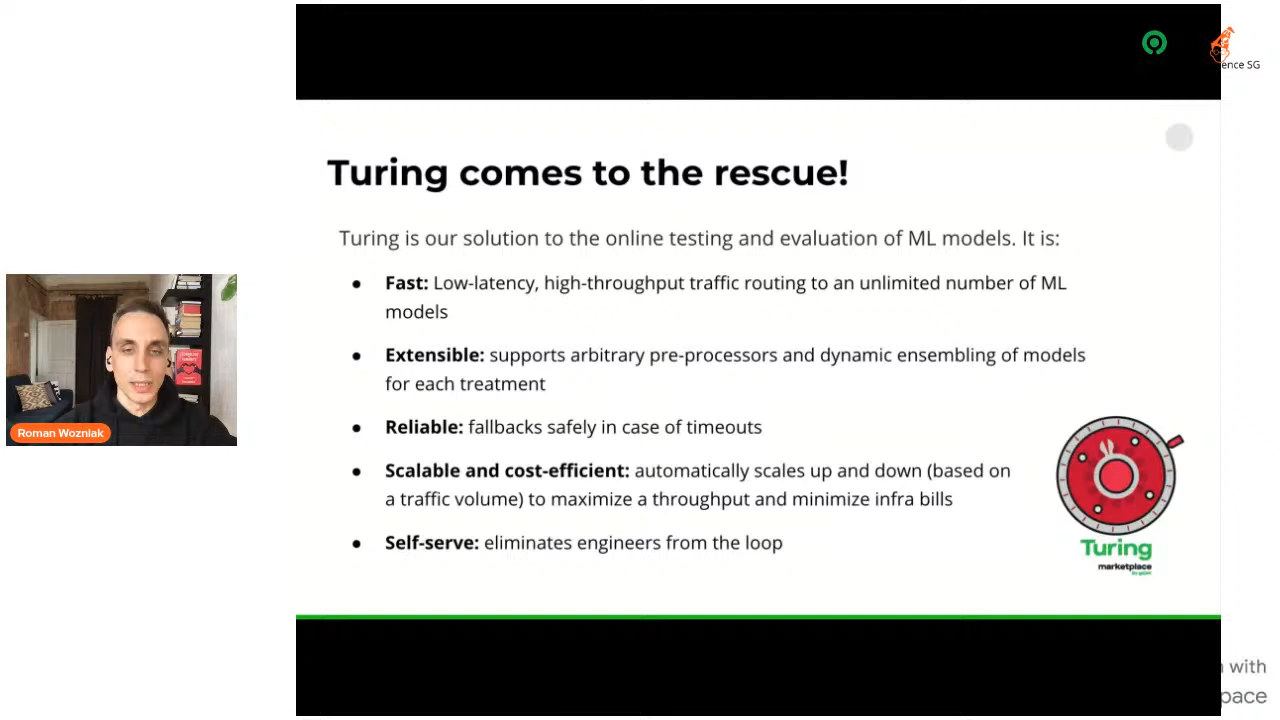 ence SG
Turing comes to the rescue!
Turing is our solution to the online testing and evaluation of ML models. It is:
● Fast: Low-latency, high-throughput traffic routing to an unlimited number of ML
models
● Extensible: supports arbitrary pre-processors and dynamic ensembling of models
for each treatment
● Reliable: fallbacks safely in case of timeouts
● Scalable and cost-efficient: automatically scales up and down (based on
a traffic volume) to maximize a throughput and minimize infra bills
● Self-serve: eliminates engineers from the loop
Roman Wozniak
Turing
marketplace
with
pace